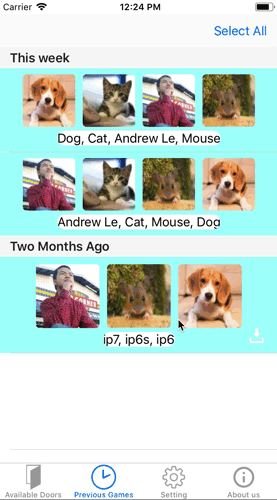 Carrier 12:24 PM
Select All
This week
Dog, Cat, Andrew Le, Mouse
Andrew Le, Cat, Mouse, Dog
Two Months Ago
ip7, ip6s, ip6
Available Doors Previous Games Setting About us